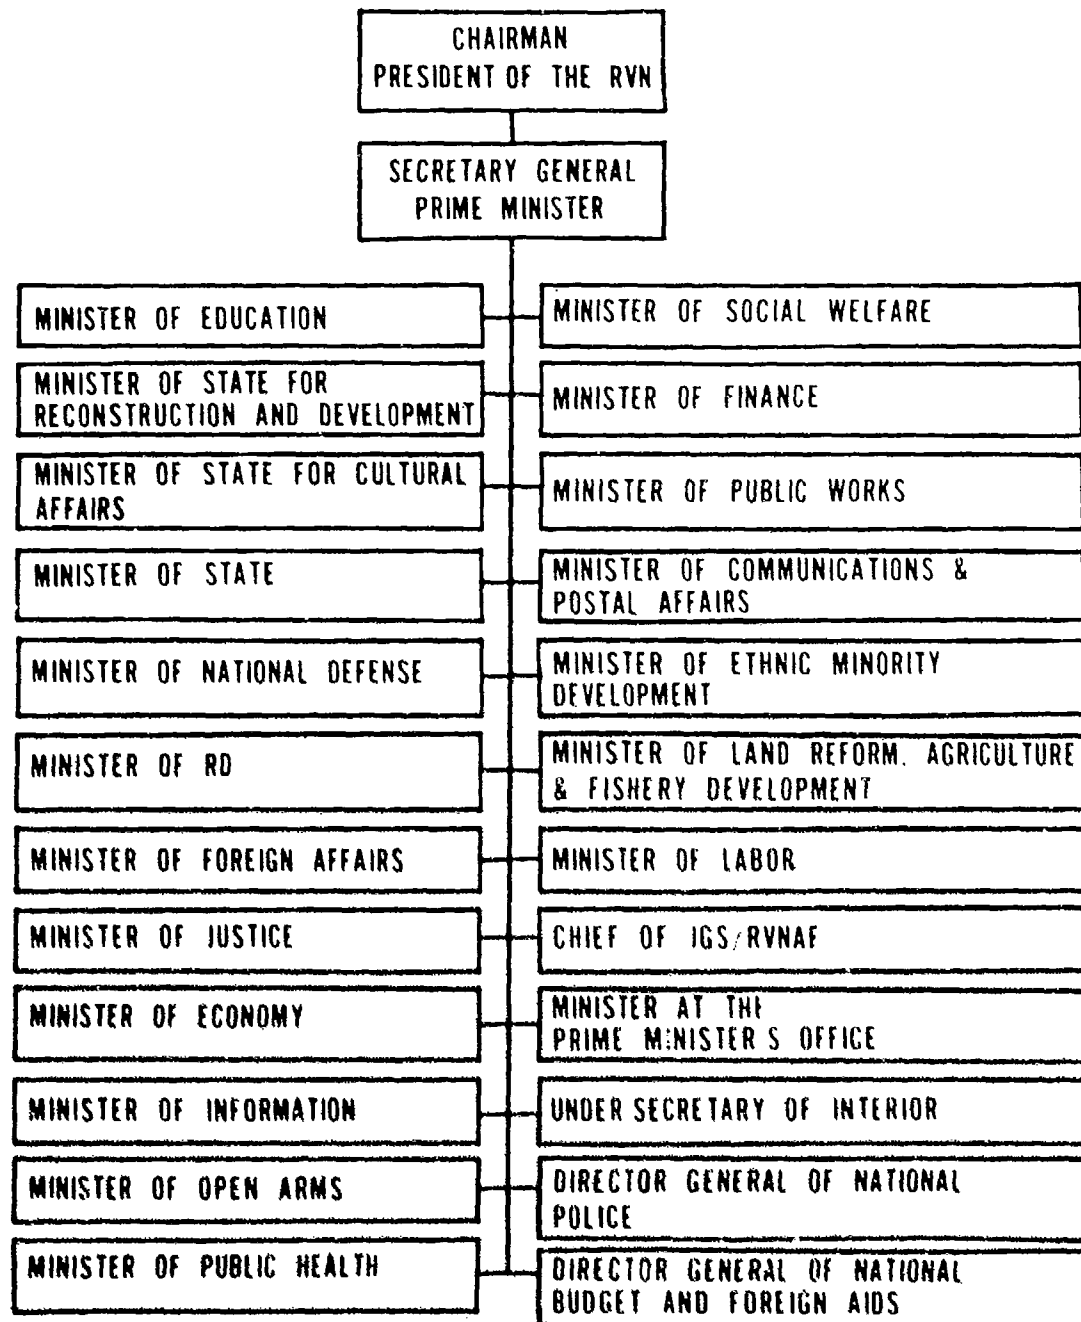 CHAIRMAN
PRESIDENT OF THE RVN
SECRETARY GENERAL
PRIME MINISTER
MINISTER OF EDUCATION
MINISTER OF SOCIAL WELFARE
MINISTER OF STATE FOR
RECONSTRUCTION AND DEVELOPMENT
MINISTER OF FINANCE
MINISTER OF STATE FOR CULTURAL
AFFAIRS
MINISTER OF PUBLIC WORKS
MINISTER OF STATE
MINISTER OF COMMUNICATIONS &
POSTAL AFFAIRS
MINISTER OF NATIONAL DEFENSE
MINISTER OF ETHNIC MINORITY
DEVELOPMENT
MINISTER OF RD
MINISTER OF LAND REFORM, AGRICULTURE
& FISHERY DEVELOPMENT
MINISTER OF FOREIGN AFFAIRS
MINISTER OF LABOR
MINISTER OF JUSTICE
CHIEF OF JGS/RVNAF
MINISTER OF ECONOMY
MINISTER AT THE
PRIME MINISTER'S OFFICE
MINISTER OF INFORMATION
UNDER SECRETARY OF INTERIOR
MINISTER OF OPEN ARMS
DIRECTOR GENERAL OF NATIONAL
POLICE
MINISTER OF PUBLIC HEALTH
DIRECTOR GENERAL OF NATIONAL
BUDGET AND FOREIGN AIDS